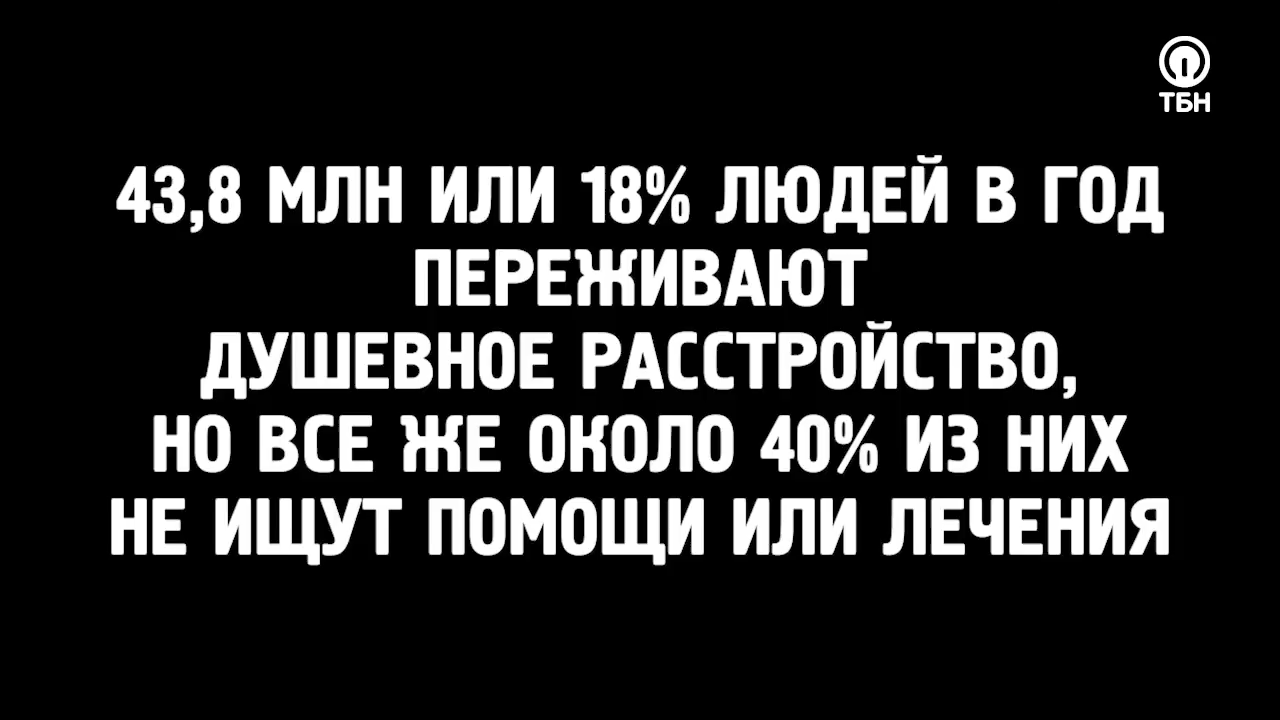 ТБН
43,8 МЛН ИЛИ 18% ЛЮДЕЙ В ГОД
ПЕРЕЖИВАЮТ
ДУШЕВНОЕ РАССТРОЙСТВО,
НО ВСЕ ЖЕ ОКОЛО 40% ИЗ НИХ
НЕ ИЩУТ ПОМОЩИ ИЛИ ЛЕЧЕНИЯ